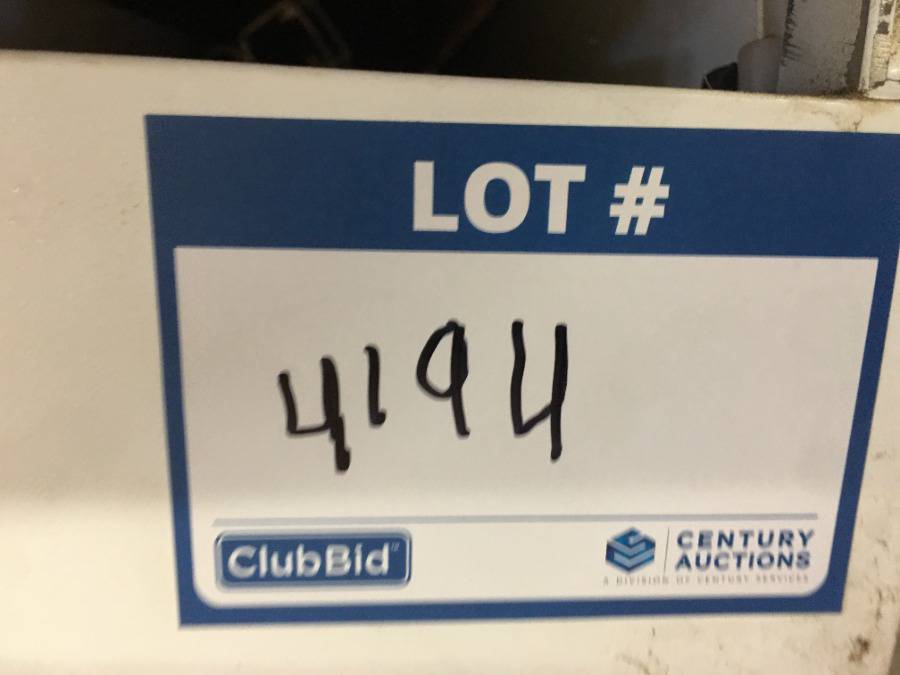 LOT #
4194
ClubBid
CENTURY
AUCTIONS
A DIVISION OF CENTURY SERVICES